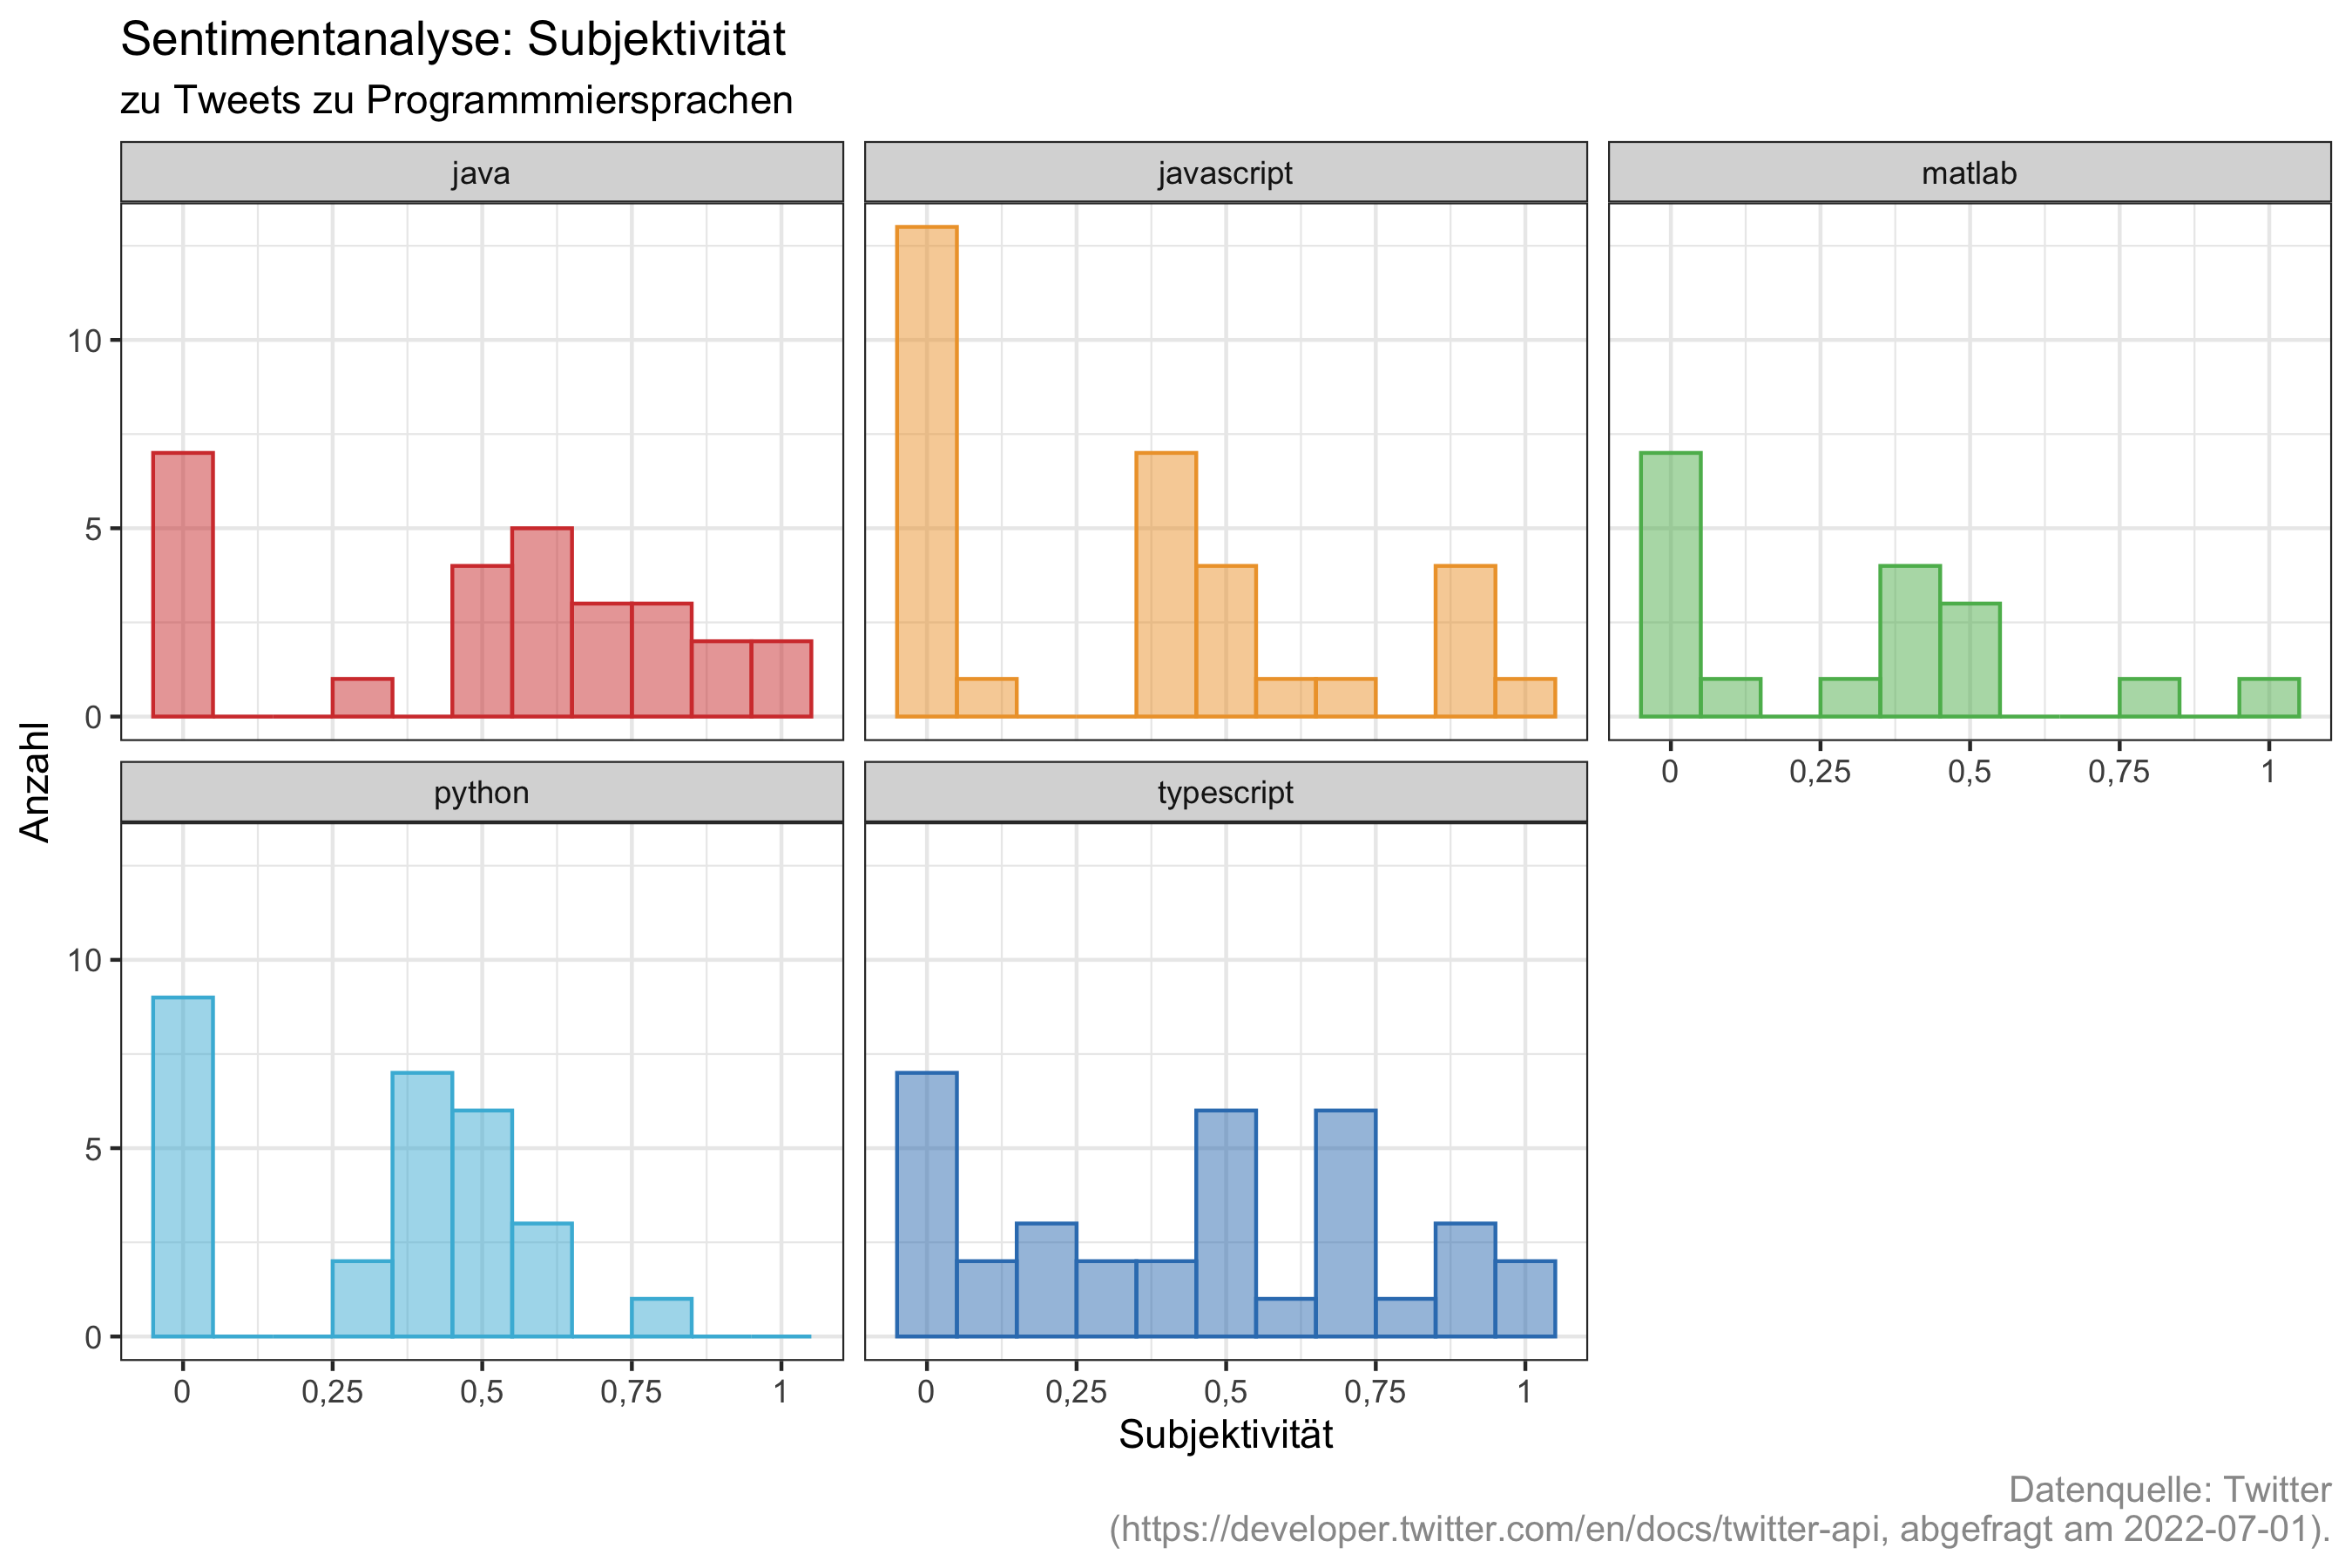 Sentimentanalyse: Subjektivität
zu Tweets zu Programmmiersprachen
java
javascript
matlab
10
5
0
0 0,25 0,5 0,75 1
python
typescript
10
5
0
0 0,25 0,5 0,75 1
0 0,25 0,5 0,75 1
Anzahl
Subjektivität
Datenquelle: Twitter
(https://developer.twitter.com/en/docs/twitter-api, abgefragt am 2022-07-01).